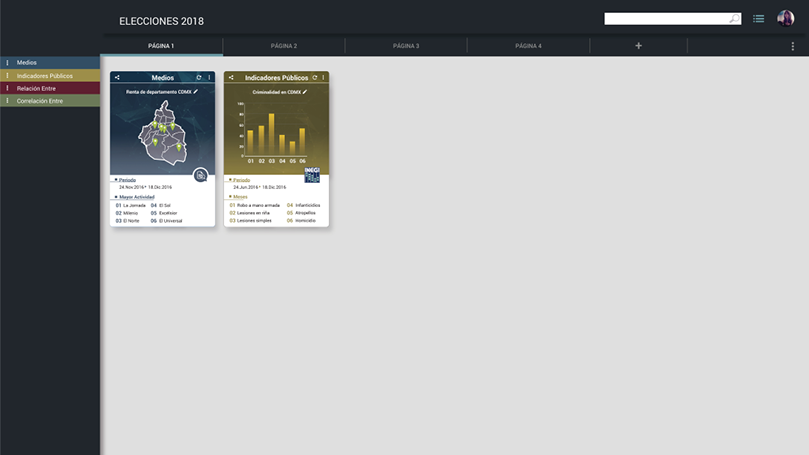 ELECCIONES 2018
PÁGINA 1
PÁGINA 2
PÁGINA 3
PÁGINA 4
+
Medios
Indicadores Públicos
Relación Entre
Correlación Entre
Medios
Renta de departamento CDMX
Periodo
24.Nov.2016 - 18.Dic 2016
Mayor Actividad
01 La Jornada 04 El Sol
02 Milenio 05 Excélsior
03 El Norte 06 El Universal
Indicadores Públicos
Criminalidad en CDMX
100
80
60
40
20
0
01 02 03 04 05 06
INEGI
Periodo
24.Jun.2016 - 18.Dic 2016
Meses
01 Robo a mano armada 04 Infanticidios
02 Lesiones en riña 05 Atropellos
03 Lesiones simples 06 Homicidio